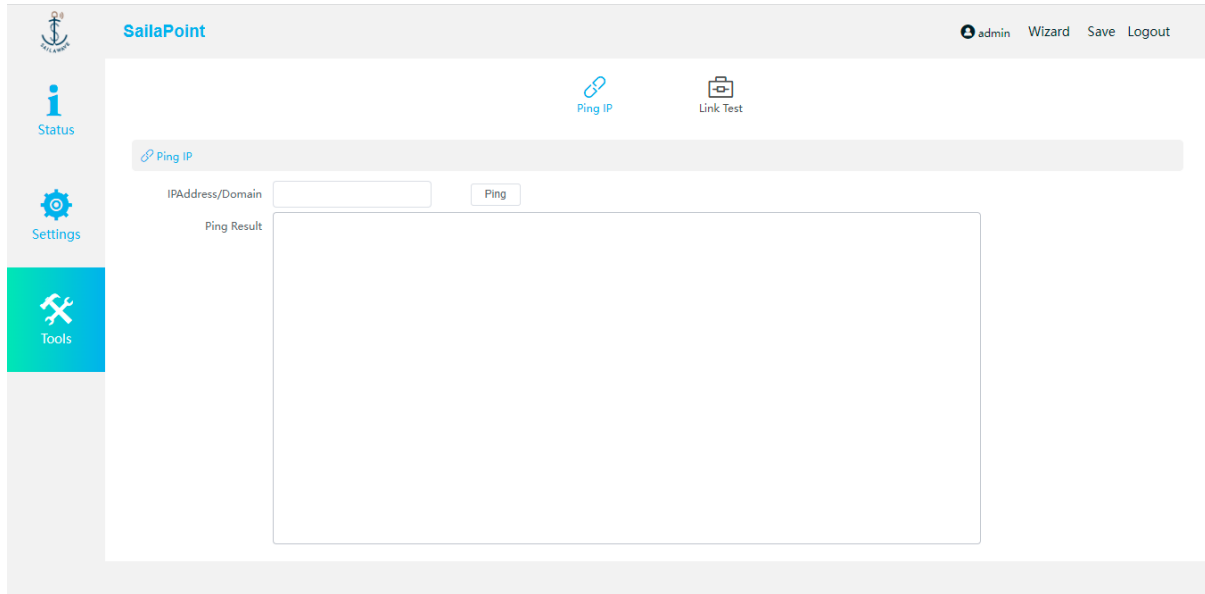 SAILAWAVE
SailaPoint
admin Wizard Save Logout
Status
Settings
Tools
Ping IP
Link Test
Ping IP
IPAddress/Domain
Ping
Ping Result